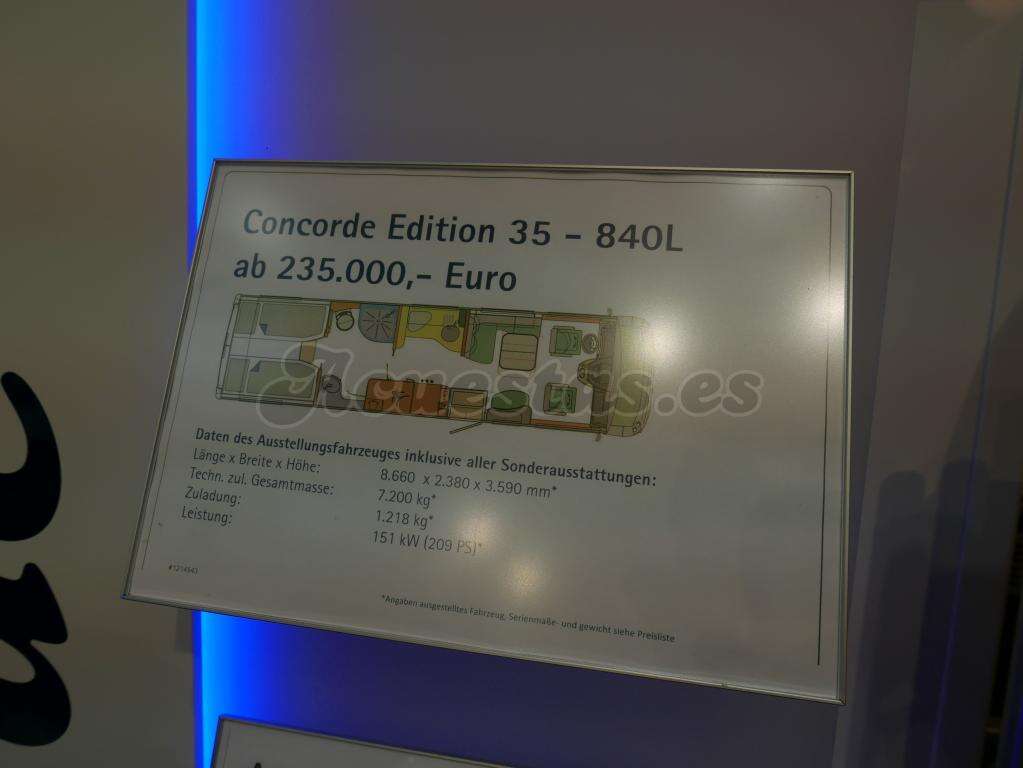 Concorde Edition 35 – 840L
ab 235.000,– Euro
Acuestas.es
Daten des Ausstellungsfahrzeuges inklusive aller Sonderausstattungen:
Länge x Breite x Höhe: 8.660 x 2.380 x 3.590 mm*
Techn. zul. Gesamtmasse: 7.200 kg*
Zuladung: 1.218 kg*
Leistung: 151 kW (209 PS)*
*Angaben ausgestelltes Fahrzeug, Serienmaße- und gewicht siehe Preisliste